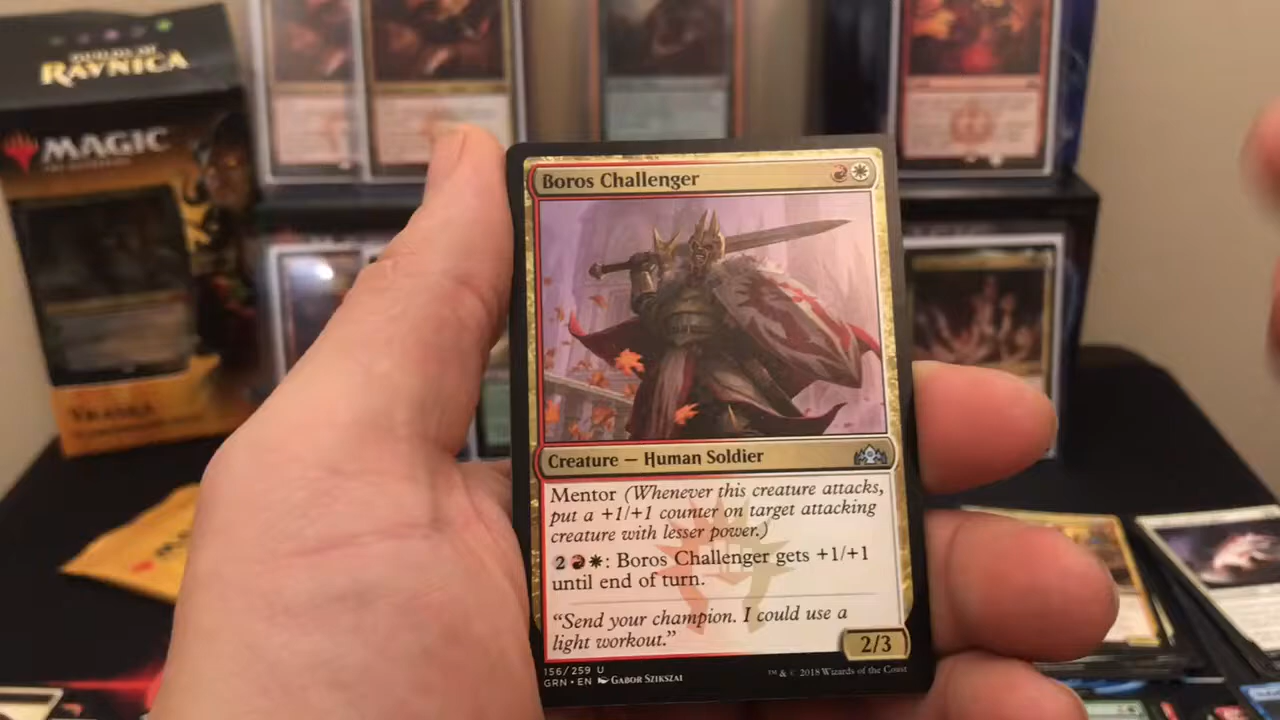 GUILDS OF
RAVNICA
MAGIC
VRASKA
Boros Challenger
Creature — Human Soldier
Mentor (Whenever this creature attacks,
put a +1/+1 counter on target attacking
creature with lesser power.)
2: Boros Challenger gets +1/+1
until end of turn.
“Send your champion. I could use a
light workout.”
2/3
156/259 U
GRN • EN GABOR SZIKSZAI
™ & © 2018 Wizards of the Coast